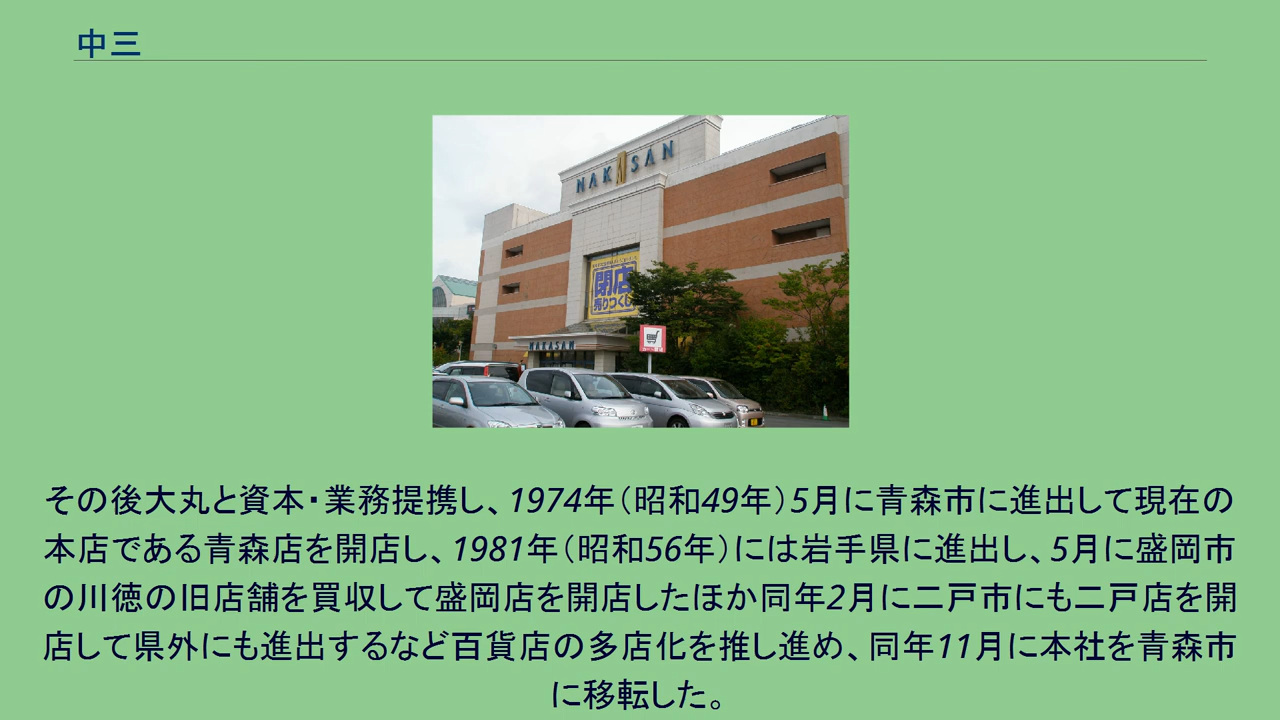 中三
NAKASAN
閉店
売りつくし
NAKASAN
その後大丸と資本・業務提携し、1974年（昭和49年）5月に青森市に進出して現在の
本店である青森店を開店し、1981年（昭和56年）には岩手県に進出し、5月に盛岡市
の川徳の旧店舗を買収して盛岡店を開店したほか同年2月に二戸市にも二戸店を開
店して県外にも進出するなど百貨店の多店化を推し進め、同年11月に本社を青森市
に移転した。